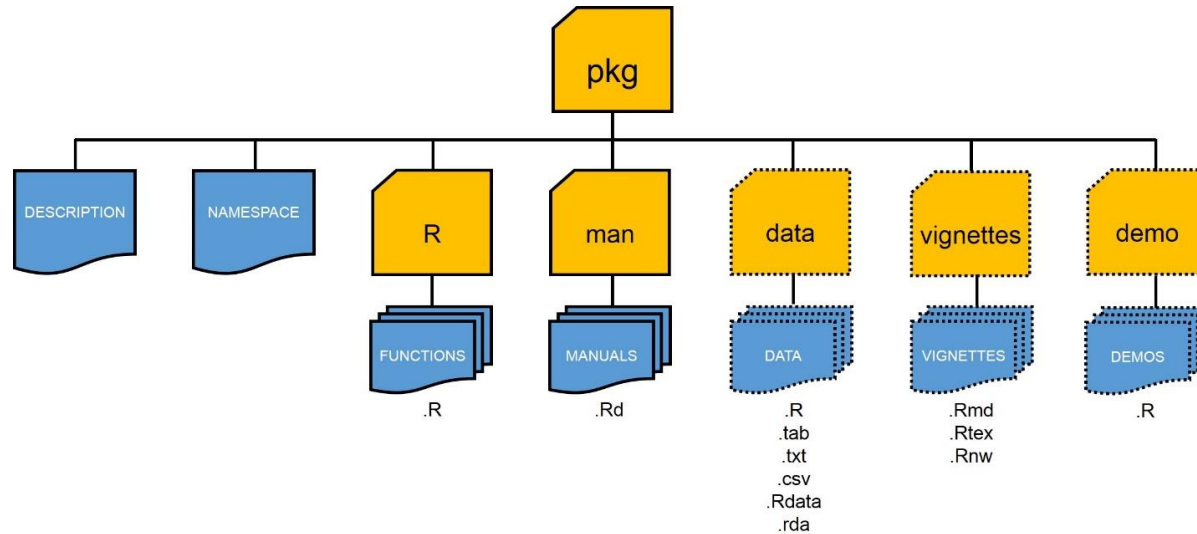 pkg
DESCRIPTION
NAMESPACE
R
man
data
vignettes
demo
FUNCTIONS
MANUALS
DATA
VIGNETTES
DEMOS
.R
.Rd
.R
.tab
.txt
.csv
.Rdata
.rda
.Rmd
.Rtex
.Rnw
.R